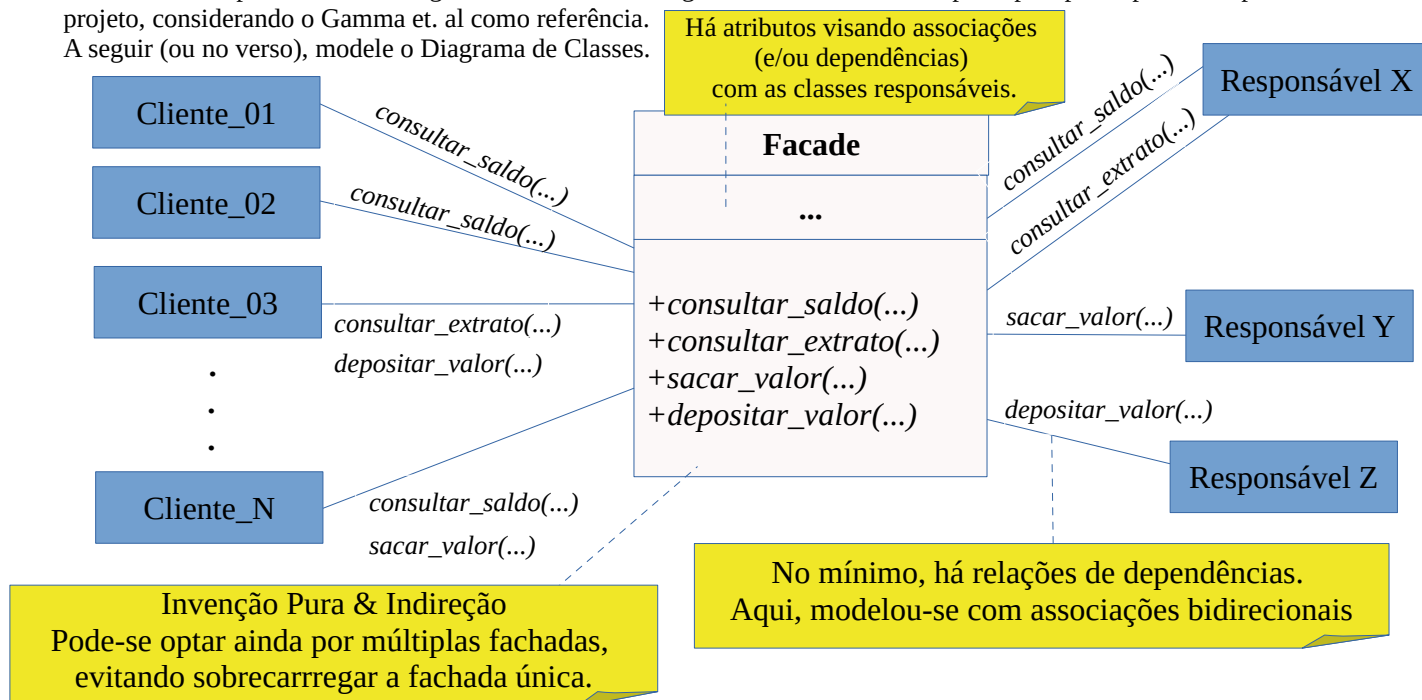 projeto, considerando o Gamma et. al como referência.
A seguir (ou no verso), modele o Diagrama de Classes.
Há atributos visando associações
(e/ou dependências)
com as classes responsáveis.
Cliente_01
Cliente_02
Cliente_03
.
.
.
Cliente_N
consultar_saldo(...)
consultar_saldo(...)
consultar_extrato(...)
depositar_valor(...)
consultar_saldo(...)
sacar_valor(...)
Facade
...
+consultar_saldo(...)
+consultar_extrato(...)
+sacar_valor(...)
+depositar_valor(...)
consultar_saldo(...)
consultar_extrato(...)
sacar_valor(...)
depositar_valor(...)
Responsável X
Responsável Y
Responsável Z
Invenção Pura & Indireção
Pode-se optar ainda por múltiplas fachadas,
evitando sobrecarrregar a fachada única.
No mínimo, há relações de dependências.
Aqui, modelou-se com associações bidirecionais